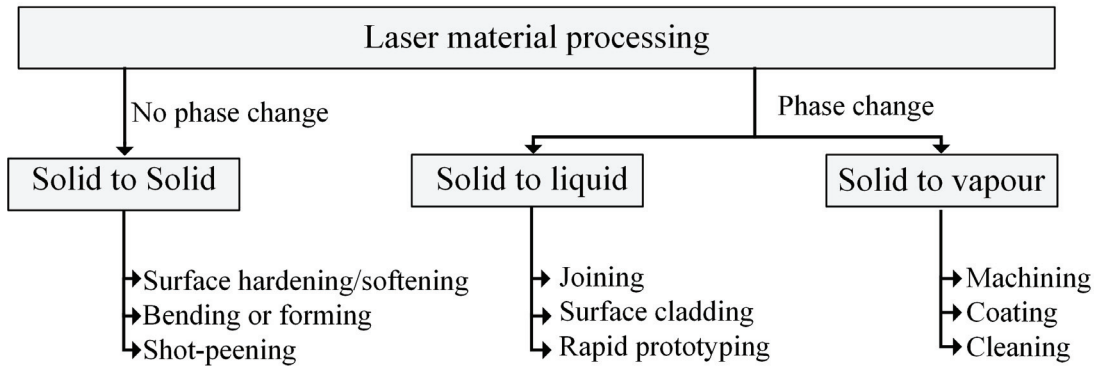 Laser material processing
No phase change
Phase change
Solid to Solid
Solid to liquid
Solid to vapour
Surface hardening/softening
Bending or forming
Shot-peening
Joining
Surface cladding
Rapid prototyping
Machining
Coating
Cleaning